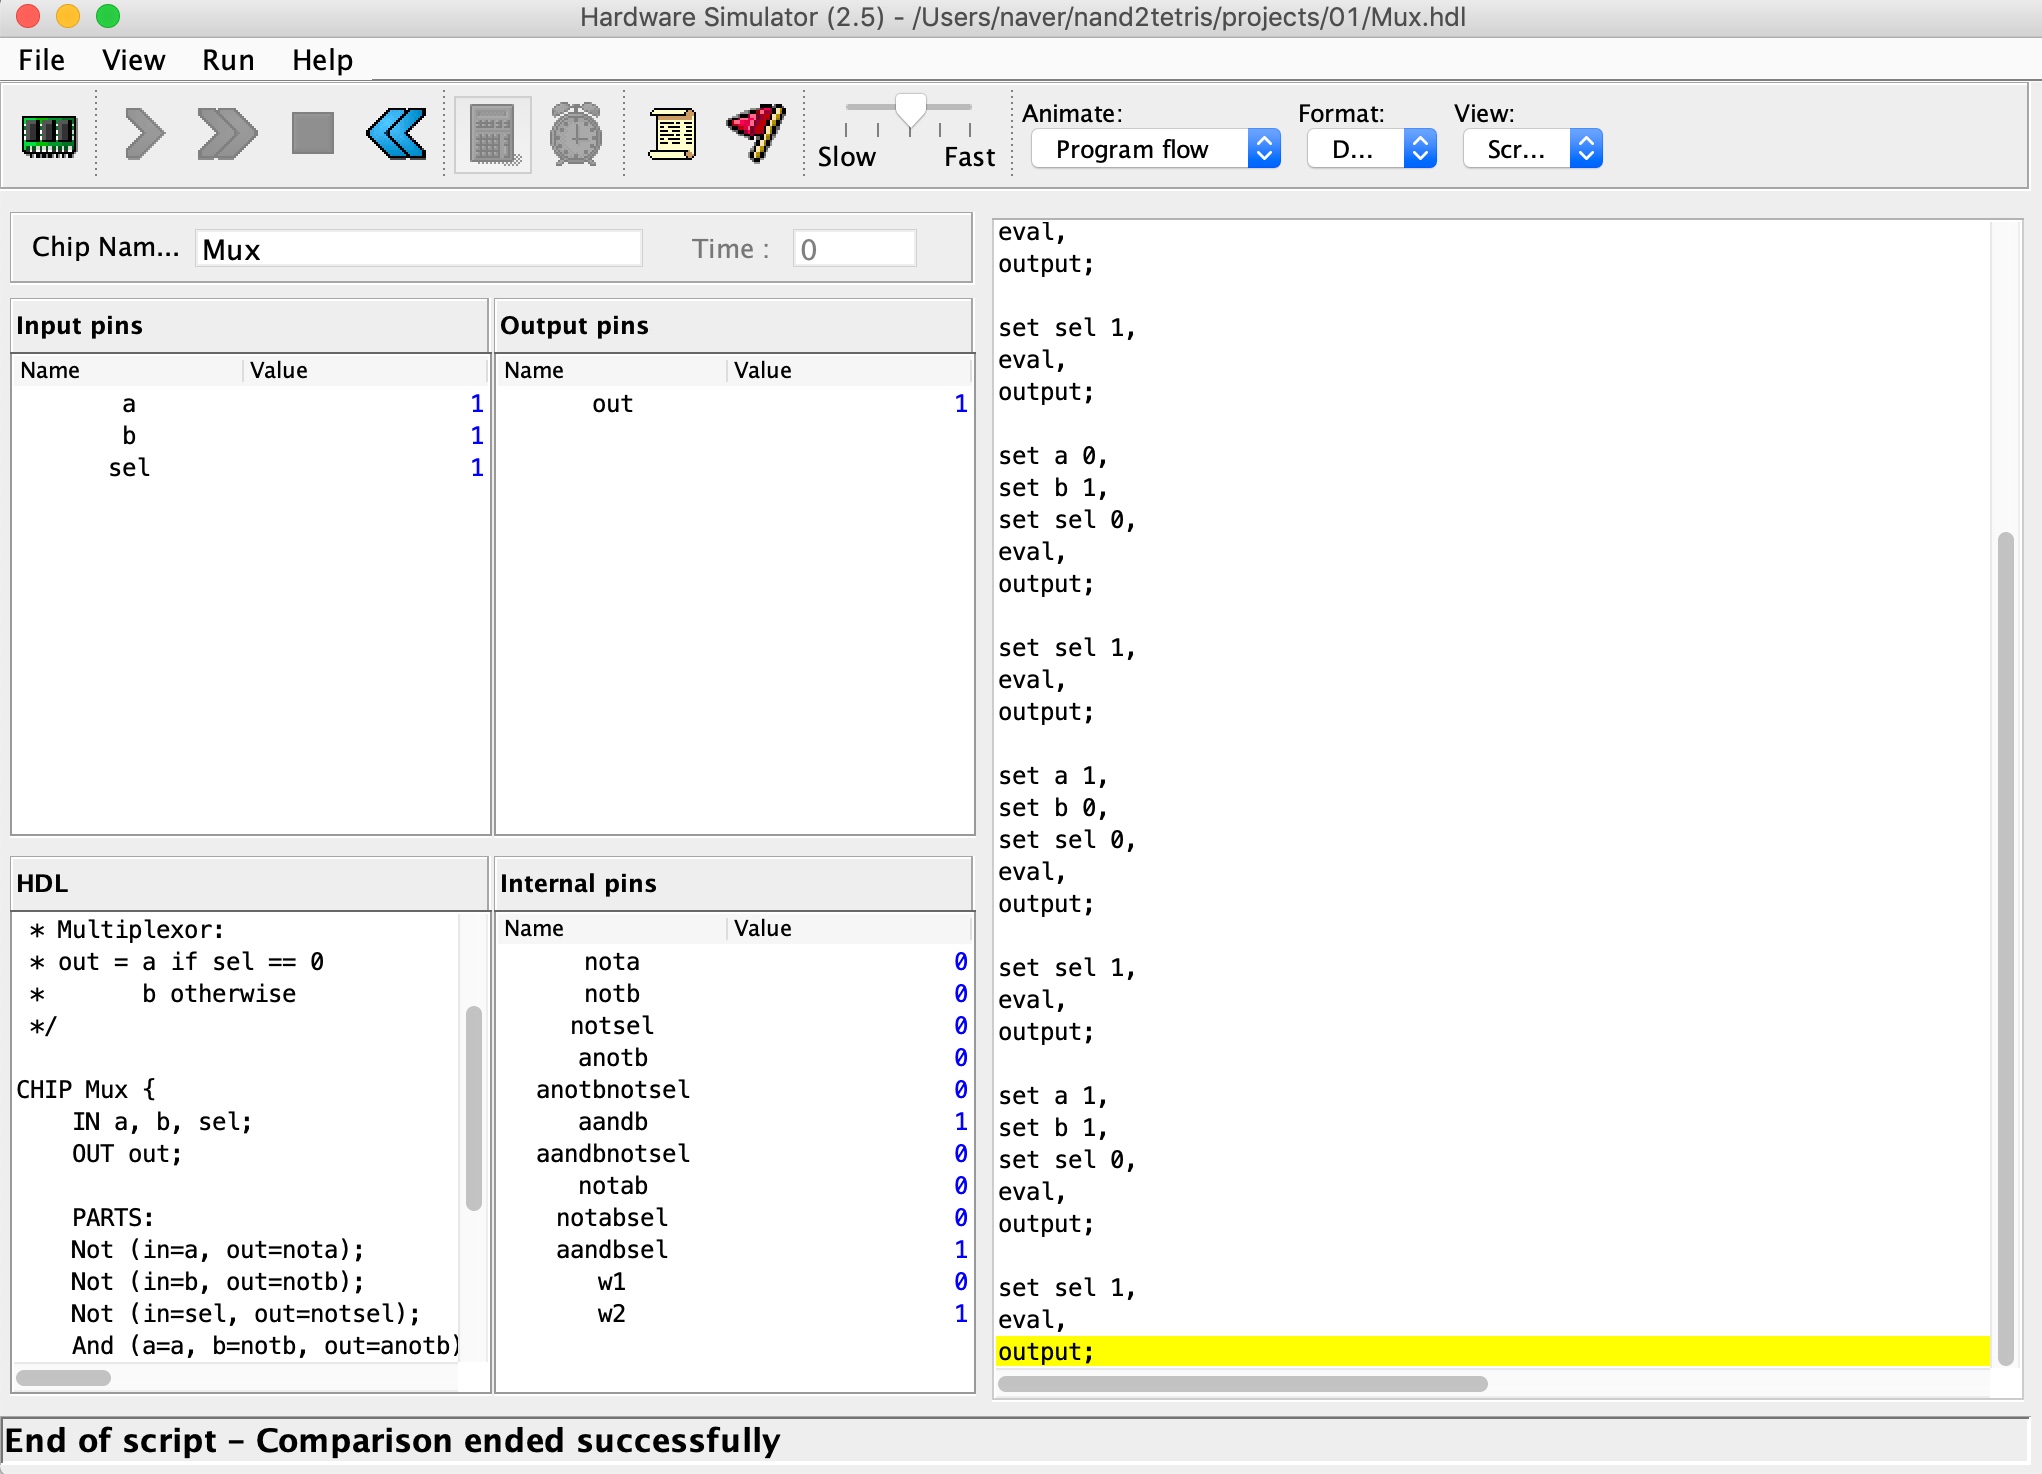 Hardware Simulator (2.5) - /Users/naver/nand2tetris/projects/01/Mux.hdl
File View Run Help
Slow Fast
Animate: Format: View:
Program flow D... Scr...
Chip Nam... Mux Time : 0
Input pins
Name Value
a 1
b 1
sel 1
Output pins
Name Value
out 1
HDL
* Multiplexor:
* out = a if sel == 0
*       b otherwise
*/
CHIP Mux {
IN a, b, sel;
OUT out;
PARTS:
Not (in=a, out=nota);
Not (in=b, out=notb);
Not (in=sel, out=notsel);
And (a=a, b=notb, out=anotb)
Internal pins
Name Value
nota 0
notb 0
notsel 0
anotb 0
anotbnotsel 0
aandb 1
aandbnotsel 0
notab 0
notabsel 0
aandbsel 1
w1 0
w2 1
eval,
output;
set sel 1,
eval,
output;
set a 0,
set b 1,
set sel 0,
eval,
output;
set sel 1,
eval,
output;
set a 1,
set b 0,
set sel 0,
eval,
output;
set sel 1,
eval,
output;
set a 1,
set b 1,
set sel 0,
eval,
output;
set sel 1,
eval,
output;
End of script – Comparison ended successfully